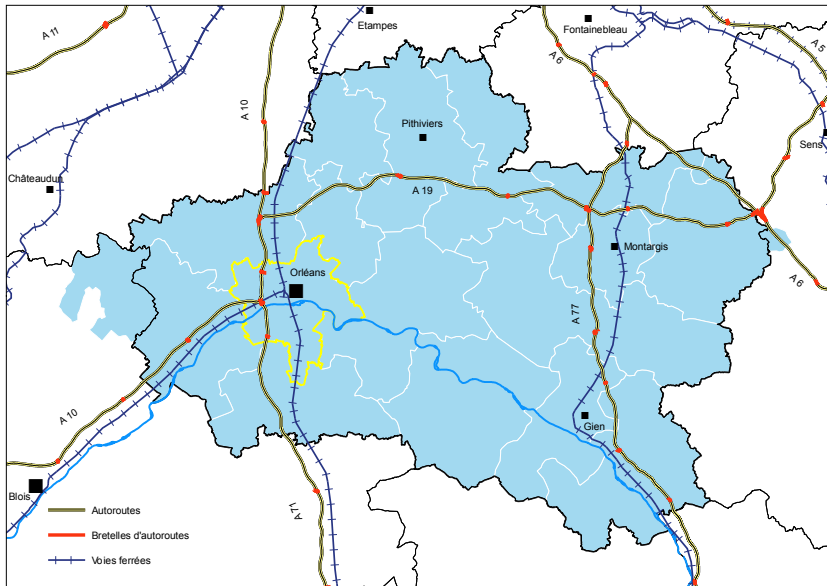 Etampes
Fontainebleau
A 11
A 5
A 6
A 10
Pithiviers
Sens
Châteaudun
A 19
Montargis
Orléans
A 6
A 77
A 10
Gien
Blois
A 71
Autoroutes
Bretelles d'autoroutes
Voies ferrées